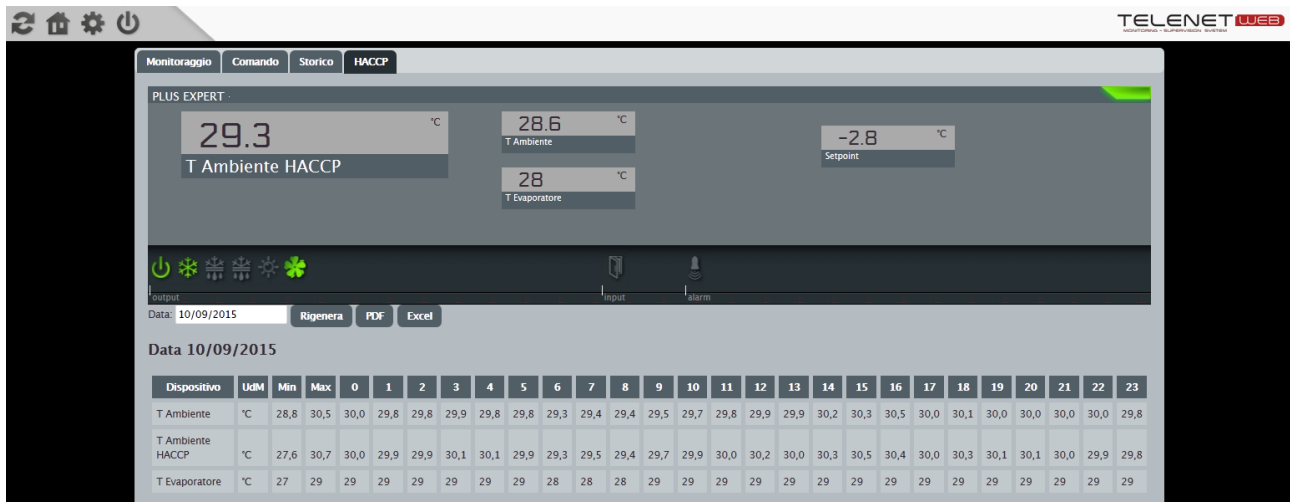 TELENET WEB
MONITORING - SUPERVISION SYSTEM
Monitoraggio Comando Storico HACCP
PLUS EXPERT -
29.3 °C
T Ambiente HACCP
28.6 °C
T Ambiente
28 °C
T Evaporatore
-2.8 °C
Setpoint
output input alarm
Data: 10/09/2015 Rigenera PDF Excel
Data 10/09/2015
Dispositivo UdM Min Max 0 1 2 3 4 5 6 7 8 9 10 11 12 13 14 15 16 17 18 19 20 21 22 23
T Ambiente °C 28,8 30,5 30,0 29,8 29,8 29,9 29,8 29,8 29,3 29,4 29,4 29,5 29,7 29,8 29,9 29,9 30,2 30,3 30,5 30,0 30,1 30,0 30,0 30,0 30,0 29,8
T Ambiente
HACCP °C 27,6 30,7 30,0 29,9 29,9 30,1 30,1 29,9 29,3 29,5 29,4 29,7 29,9 30,0 30,2 30,0 30,3 30,5 30,4 30,0 30,3 30,1 30,1 30,0 29,9 29,8
T Evaporatore °C 27 29 29 29 29 29 29 29 28 28 28 29 29 29 29 29 29 29 29 29 29 29 29 29 29 29